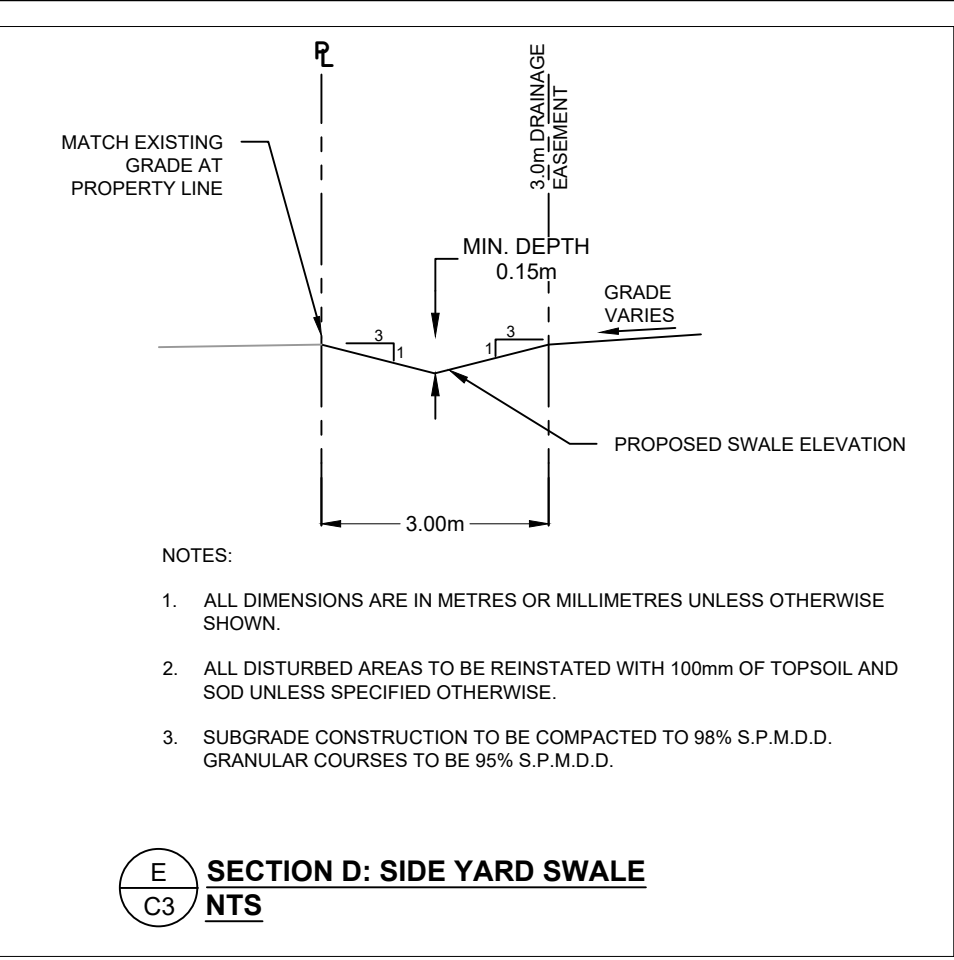 PL
3.0m DRAINAGE
EASEMENT
MATCH EXISTING
GRADE AT
PROPERTY LINE
MIN. DEPTH
0.15m
GRADE
VARIES
3
1
3
1
PROPOSED SWALE ELEVATION
3.00m
NOTES:
1. ALL DIMENSIONS ARE IN METRES OR MILLIMETRES UNLESS OTHERWISE
SHOWN.
2. ALL DISTURBED AREAS TO BE REINSTATED WITH 100mm OF TOPSOIL AND
SOD UNLESS SPECIFIED OTHERWISE.
3. SUBGRADE CONSTRUCTION TO BE COMPACTED TO 98% S.P.M.D.D.
GRANULAR COURSES TO BE 95% S.P.M.D.D.
E
C3
SECTION D: SIDE YARD SWALE
NTS